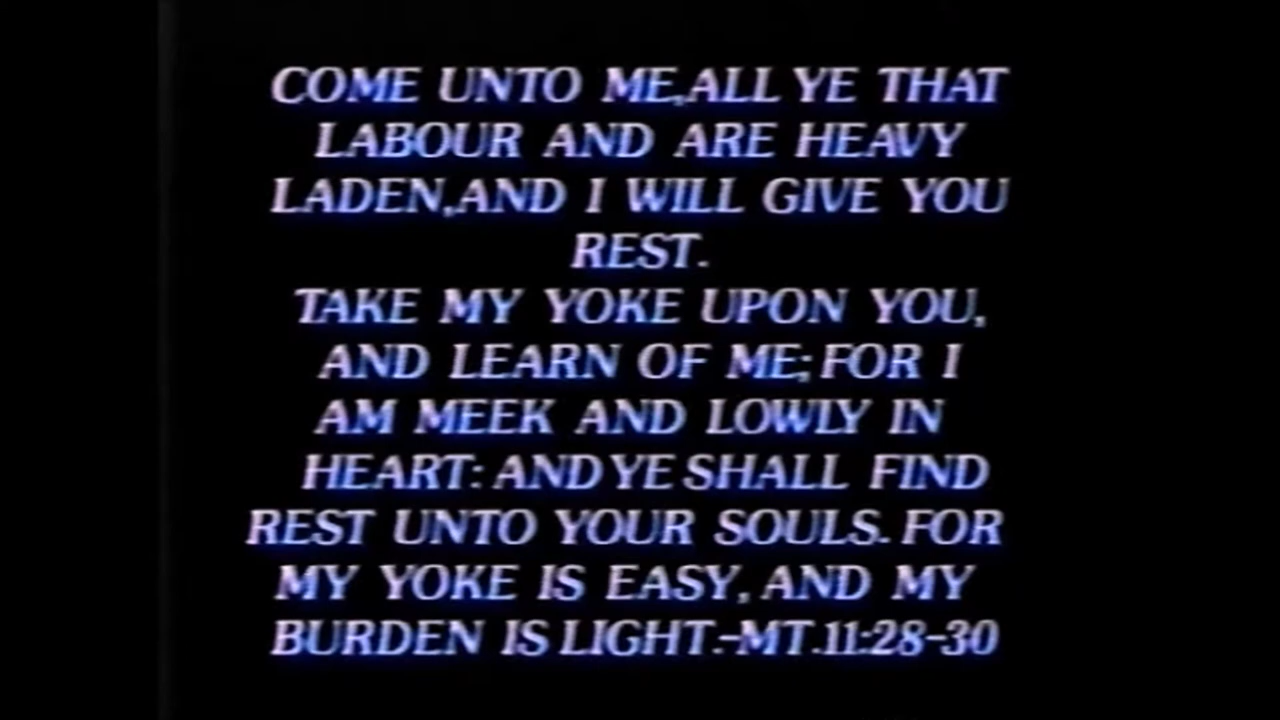 COME UNTO ME,ALL YE THAT
LABOUR AND ARE HEAVY
LADEN,AND I WILL GIVE YOU
REST.
TAKE MY YOKE UPON YOU,
AND LEARN OF ME; FOR I
AM MEEK AND LOWLY IN
HEART: AND YE SHALL FIND
REST UNTO YOUR SOULS. FOR
MY YOKE IS EASY, AND MY
BURDEN IS LIGHT.-MT.11:28-30